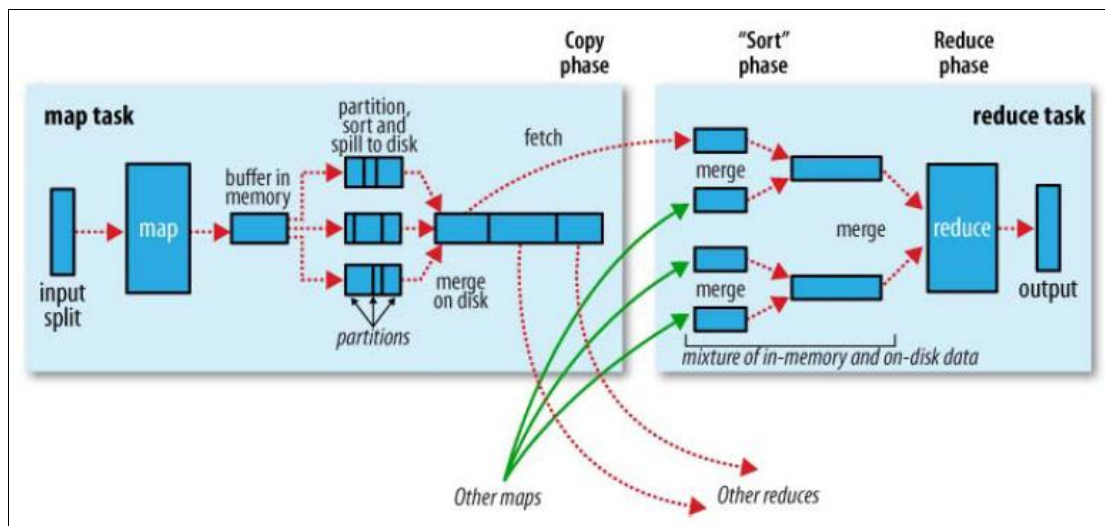 Copy
phase
"Sort"
phase
Reduce
phase
map task
partition,
sort and
spill to disk
fetch
reduce task
buffer in
memory
merge
map
merge
reduce
input
split
merge
on disk
merge
output
partitions
mixture of in-memory and on-disk data
Other maps
Other reduces